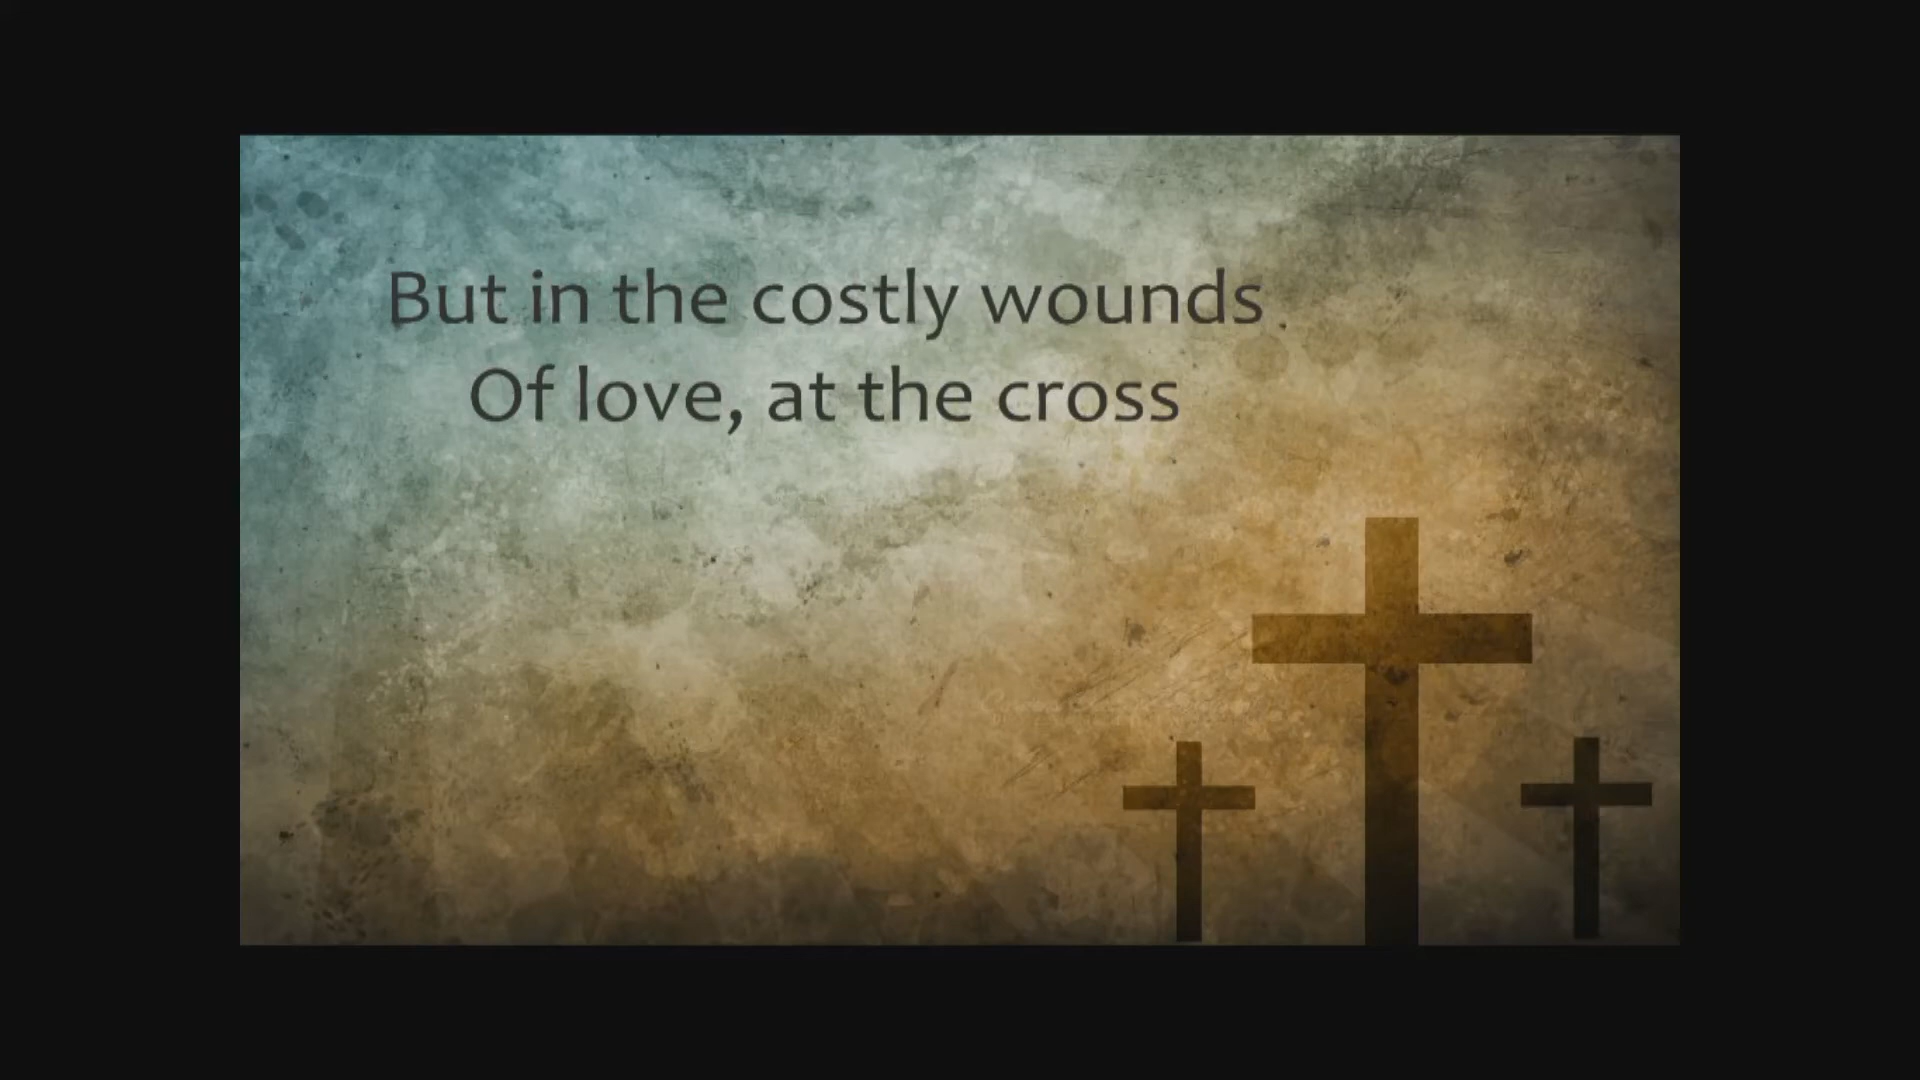 But in the costly wounds
Of love, at the cross